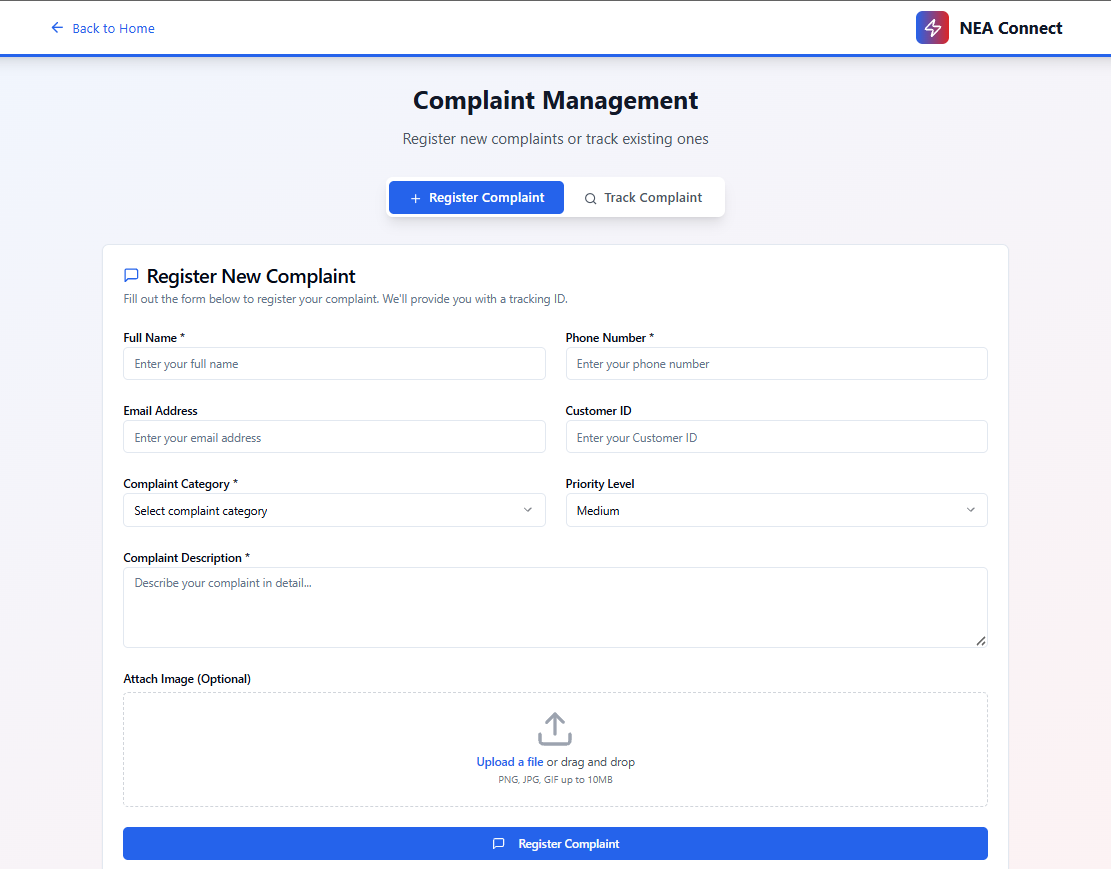 Back to Home
NEA Connect
Complaint Management
Register new complaints or track existing ones
Register Complaint
Track Complaint
Register New Complaint
Fill out the form below to register your complaint. We'll provide you with a tracking ID.
Full Name *
Phone Number *
Enter your full name
Enter your phone number
Email Address
Customer ID
Enter your email address
Enter your Customer ID
Complaint Category *
Priority Level
Select complaint category
Medium
Complaint Description *
Describe your complaint in detail...
Attach Image (Optional)
Upload a file or drag and drop
PNG, JPG, GIF up to 10MB
Register Complaint